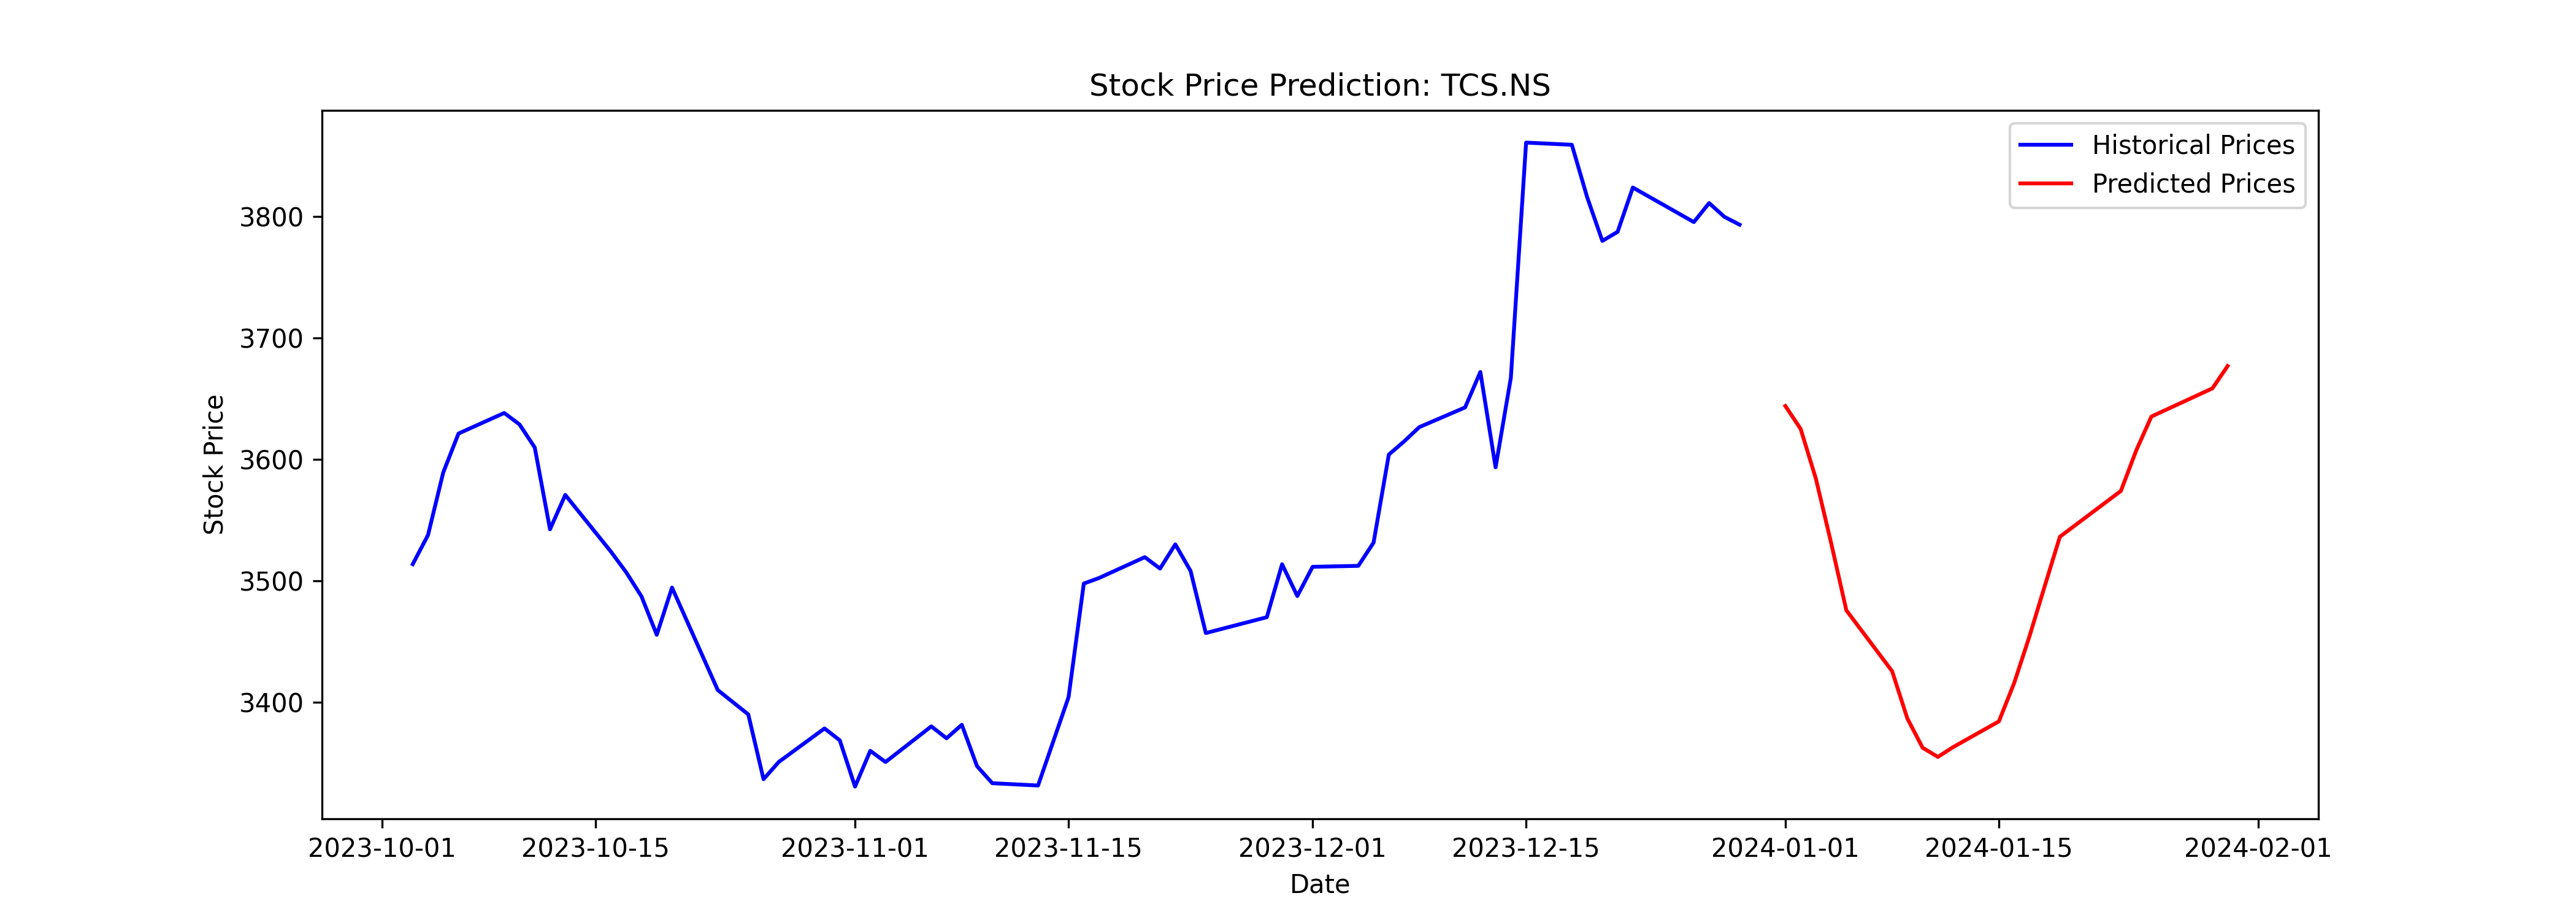 Stock Price Prediction: TCS.NS
Historical Prices
Predicted Prices
Stock Price
3800
3700
3600
3500
3400
2023-10-01 2023-10-15 2023-11-01 2023-11-15 2023-12-01 2023-12-15 2024-01-01 2024-01-15 2024-02-01
Date